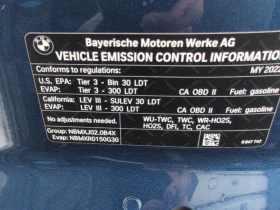 BMW
Bayerische Motoren Werke AG
VEHICLE EMISSION CONTROL INFORMATION
Conforms to regulations: MY 2022
U.S. EPA: Tier 3 - Bin 30 LDT Fuel: gasoline
EVAP: Tier 3 - 300 LDT CA OBD II
California: LEV III - SULEV 30 LDT
EVAP: LEV III - 300 LDT CA OBD II Fuel: gasoline
Group: NBMXJ02.0B4X
Evap: NBMXR0150G30
WU-TWC, TWC, WR-HO2S,
HO2S, DFI, TC, CAC